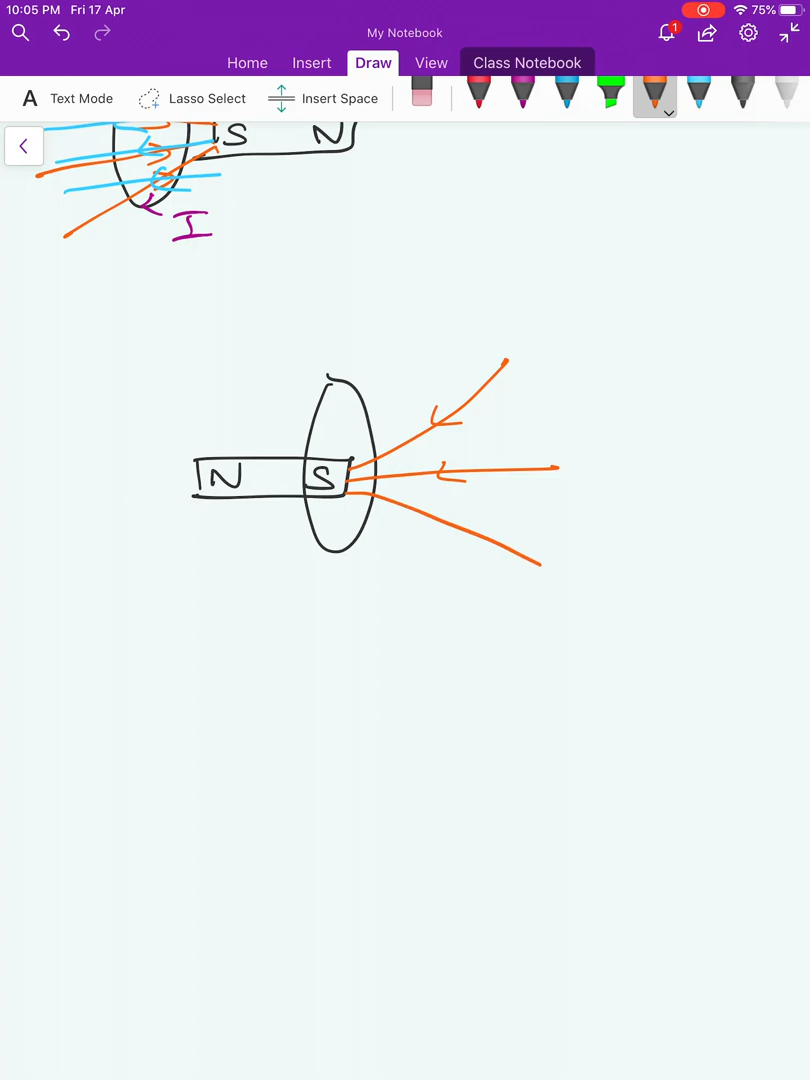 10:05 PM Fri 17 Apr 75%
My Notebook
1
Home Insert Draw View Class Notebook
A Text Mode Lasso Select Insert Space
S N
I
N S